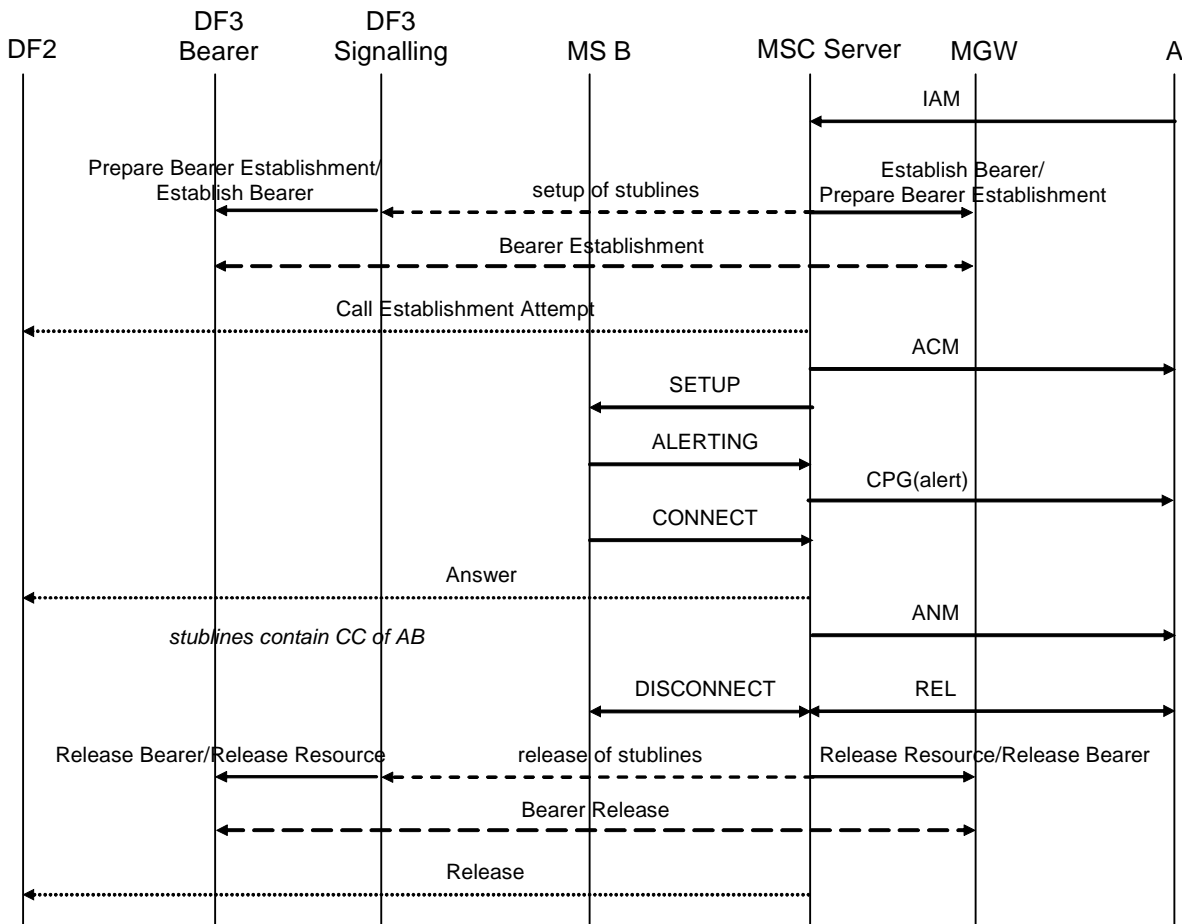 DF2
DF3
Bearer
DF3
Signalling
MS B
MSC Server
MGW
A
IAM
Prepare Bearer Establishment/
Establish Bearer
setup of stublines
Establish Bearer/
Prepare Bearer Establishment
Bearer Establishment
Call Establishment Attempt
ACM
SETUP
ALERTING
CPG(alert)
CONNECT
Answer
ANM
stublines contain CC of AB
DISCONNECT
REL
Release Bearer/Release Resource
release of stublines
Release Resource/Release Bearer
Bearer Release
Release